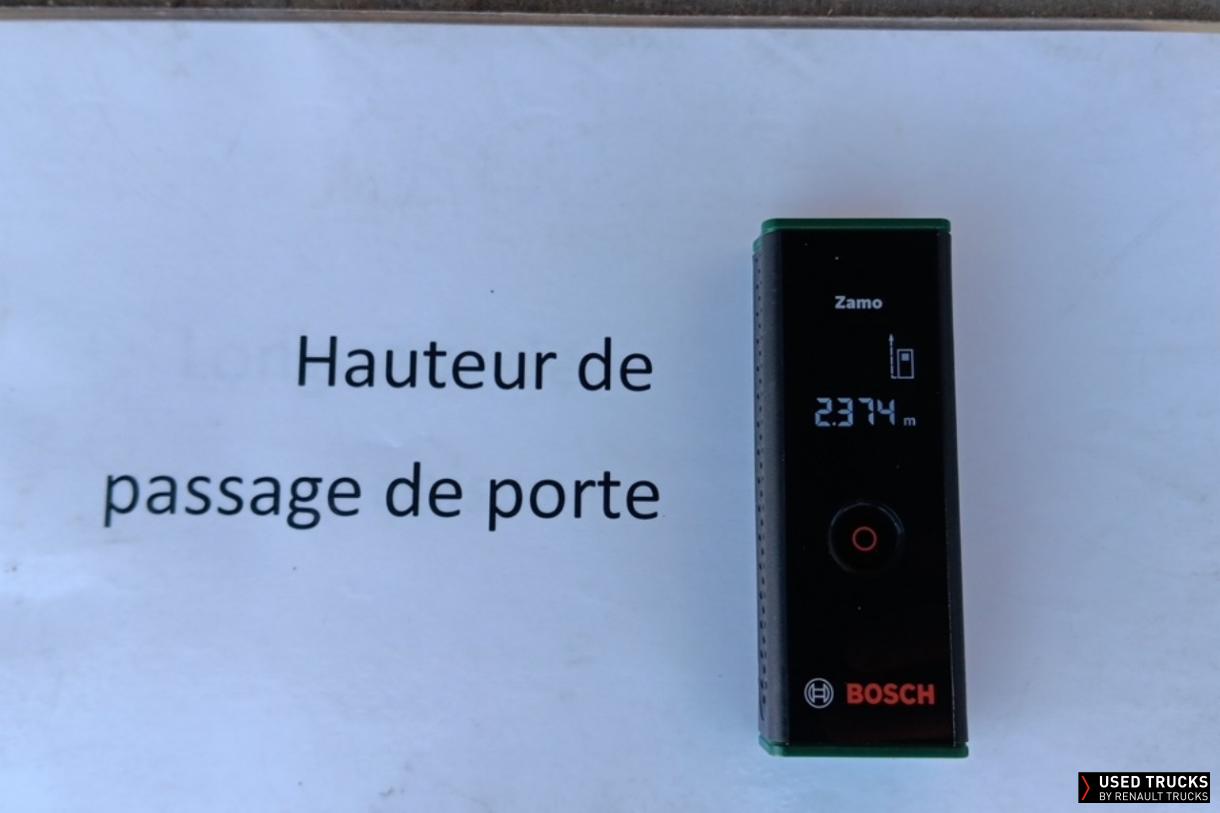 Hauteur de
passage de porte
Zamo
2.374 m
BOSCH
USED TRUCKS
BY RENAULT TRUCKS